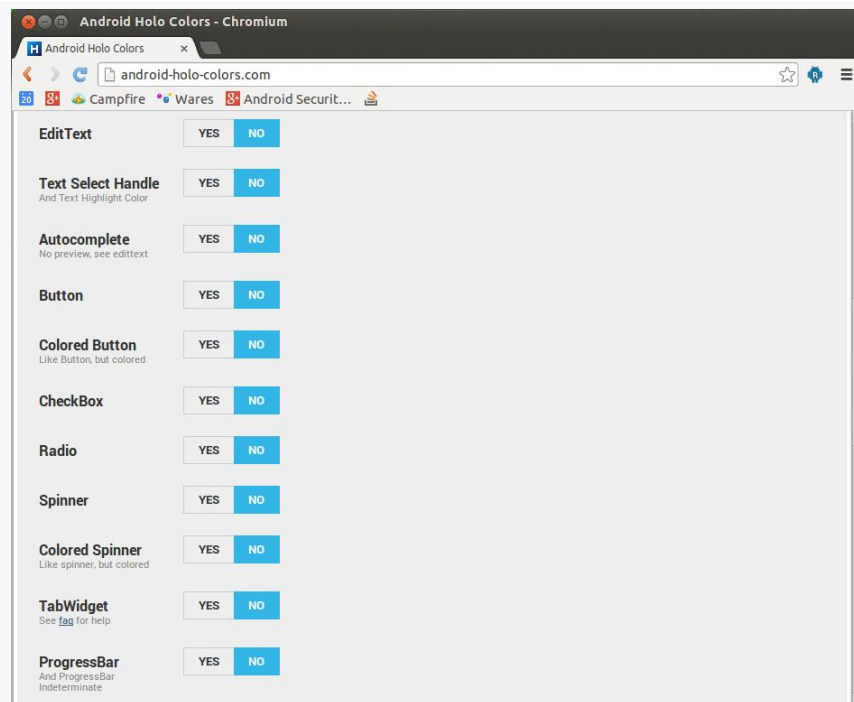 Android Holo Colors - Chromium
Android Holo Colors
android-holo-colors.com
20 8+ Campfire Wares 8+ Android Securit...
EditText YES NO
Text Select Handle YES NO
And Text Highlight Color
Autocomplete YES NO
No preview, see edittext
Button YES NO
Colored Button YES NO
Like Button, but colored
CheckBox YES NO
Radio YES NO
Spinner YES NO
Colored Spinner YES NO
Like spinner, but colored
TabWidget YES NO
See faq for help
ProgressBar YES NO
And ProgressBar
Indeterminate